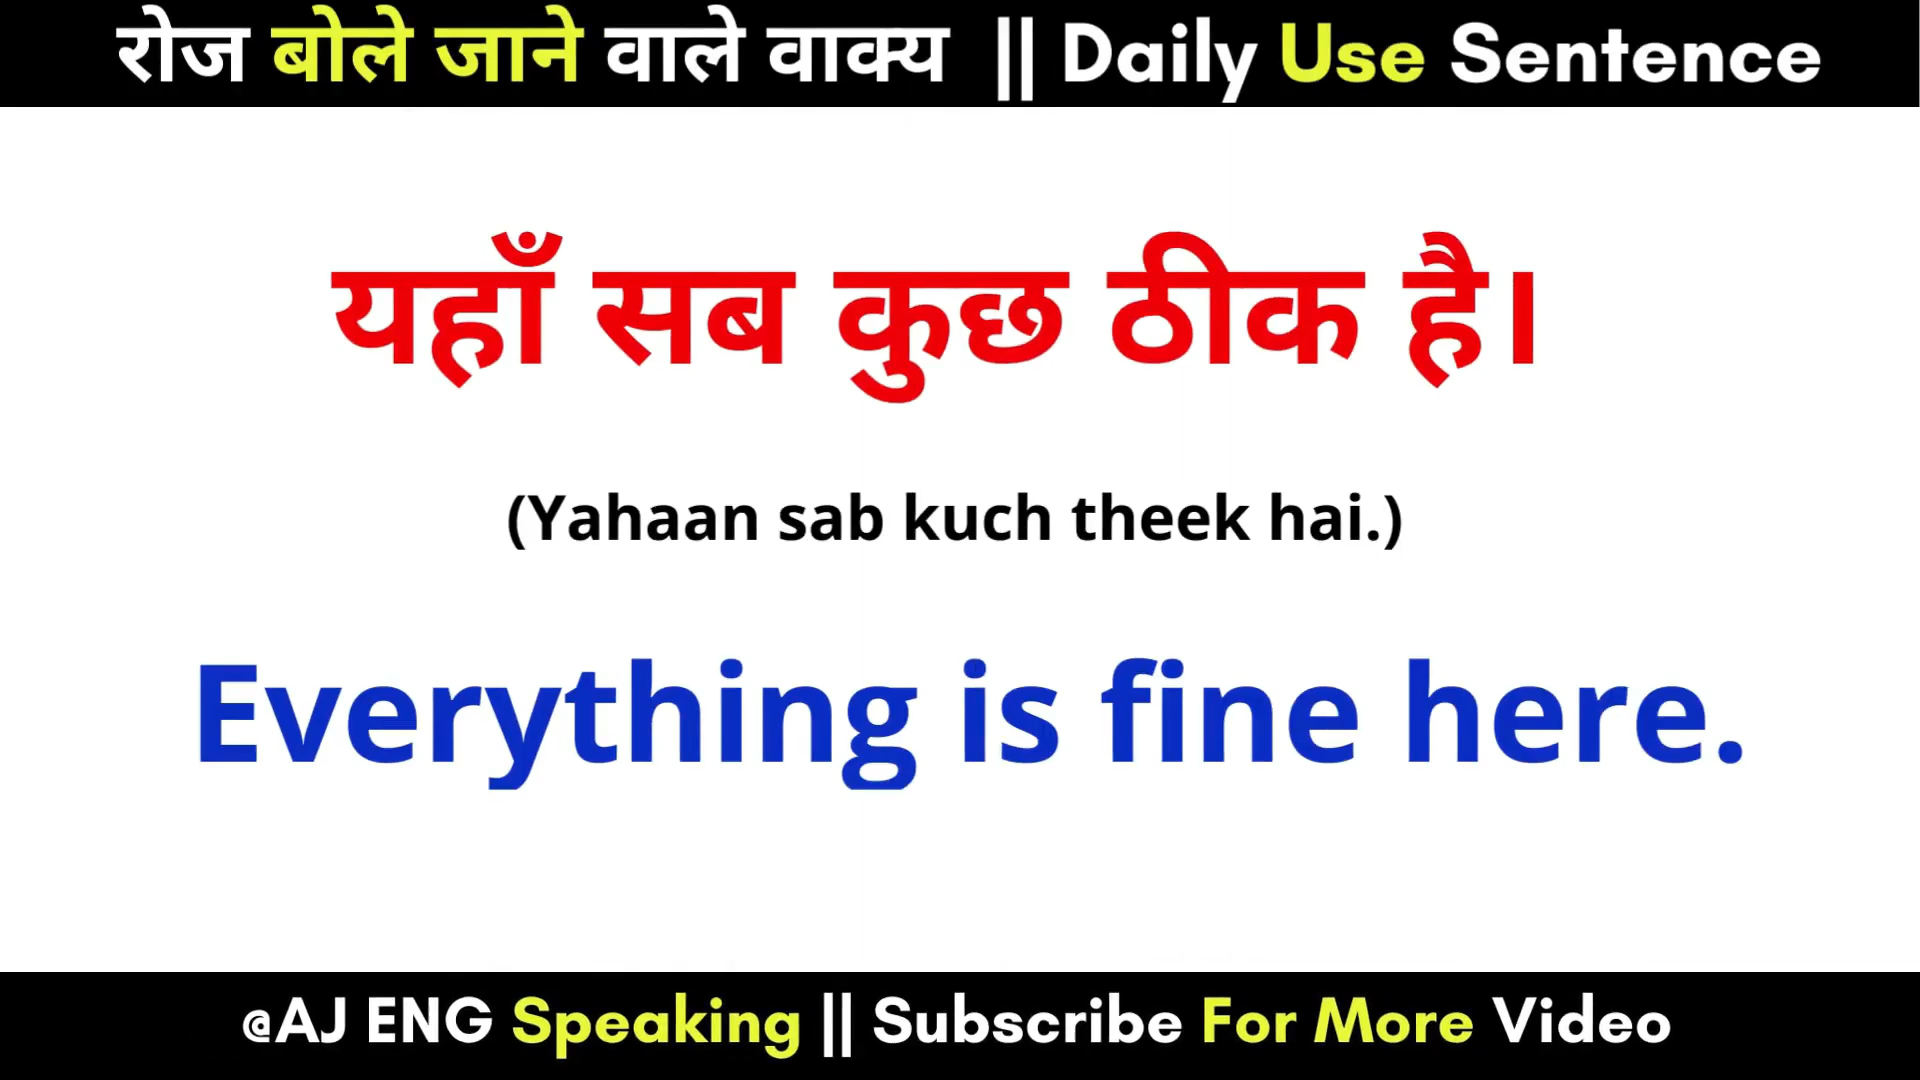 रोज बोले जाने वाले वाक्य || Daily Use Sentence
यहाँ सब कुछ ठीक है।
(Yahaan sab kuch theek hai.)
Everything is fine here.
@AJ ENG Speaking || Subscribe For More Video